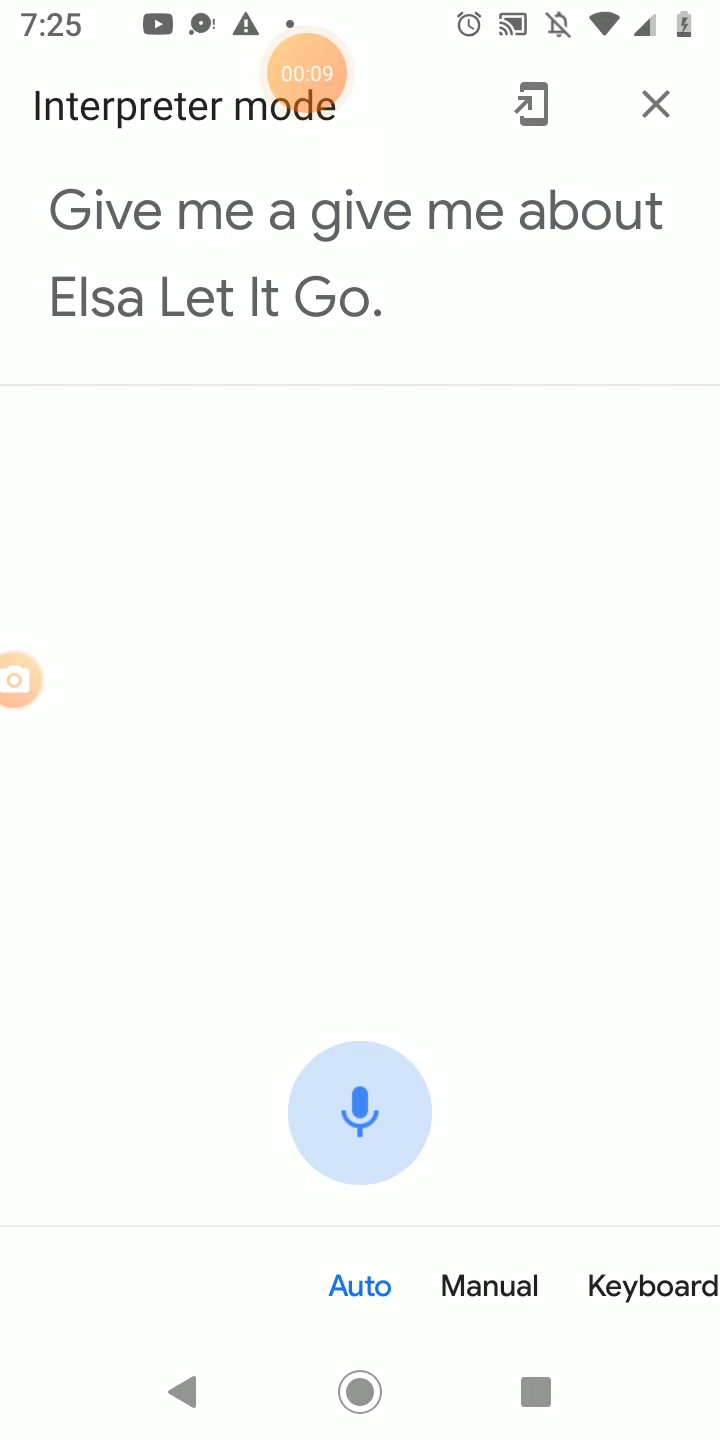 7:25
00:09
Interpreter mode
Give me a give me about
Elsa Let It Go.
Auto Manual Keyboard